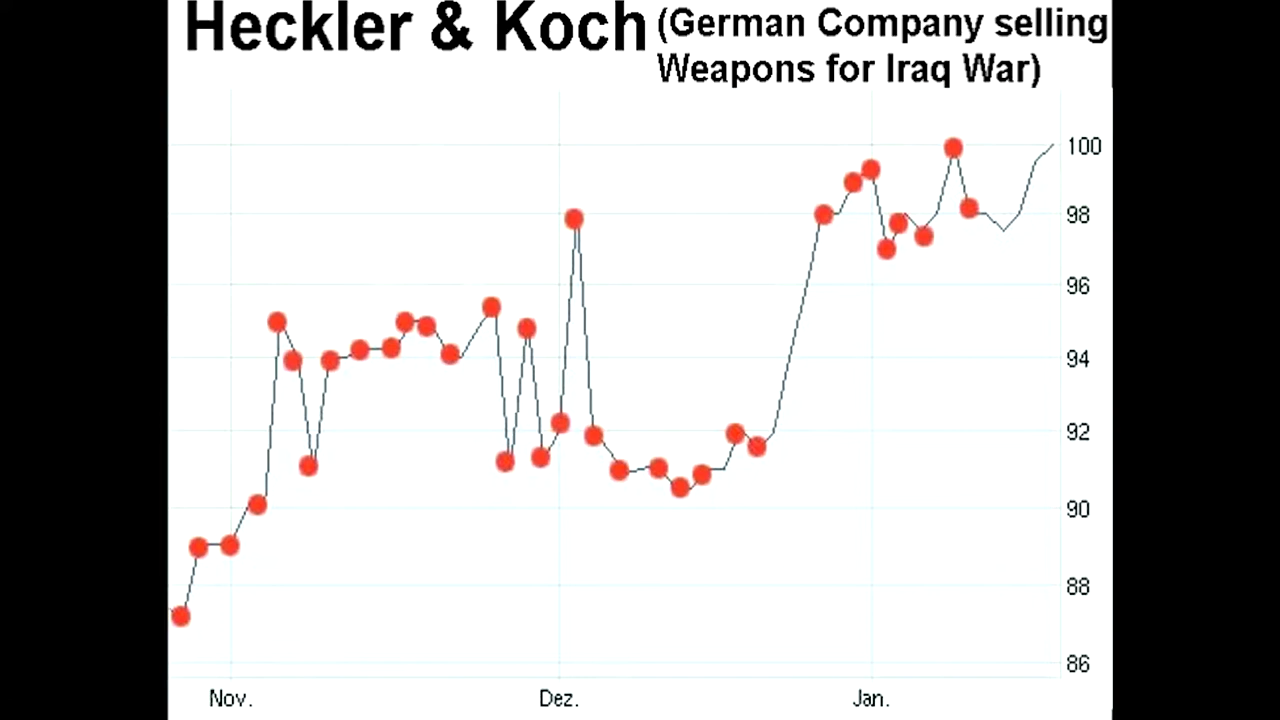 Heckler & Koch (German Company selling
Weapons for Iraq War)
100
98
96
94
92
90
88
86
Nov. Dez. Jan.